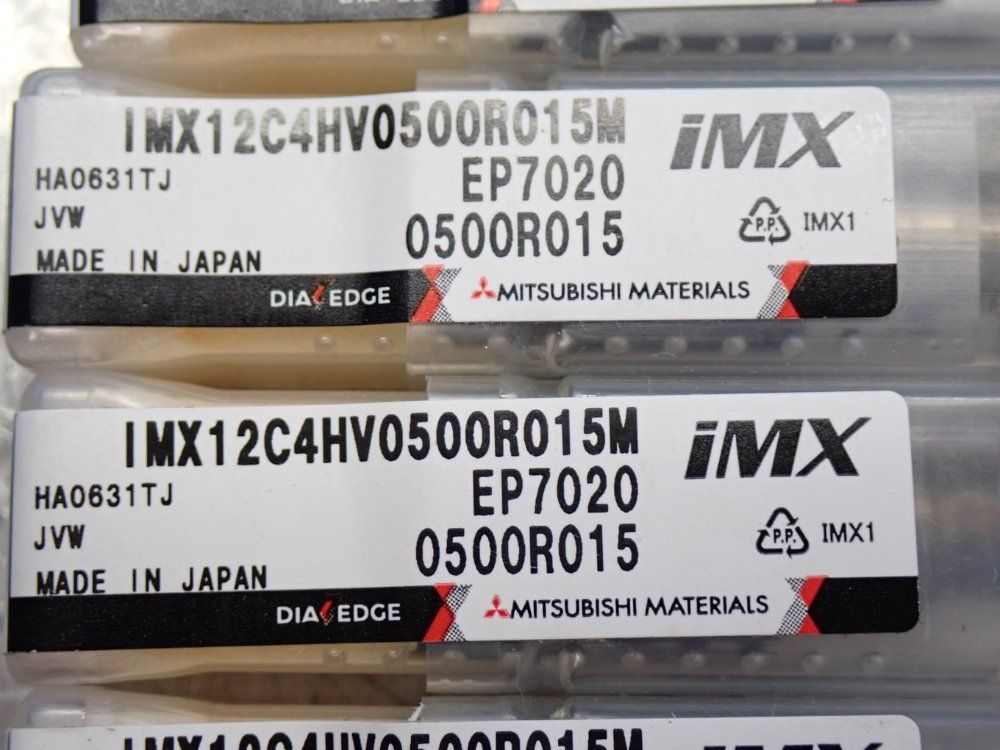 IMX12C4HV0500R015M
iMX
HA0631TJ
EP7020
JVW
0500R015
P.P.
IMX1
MADE IN JAPAN
DIAEDGE
MITSUBISHI MATERIALS
IMX12C4HV0500R015M
iMX
HA0631TJ
EP7020
JVW
0500R015
P.P.
IMX1
MADE IN JAPAN
DIAEDGE
MITSUBISHI MATERIALS
IMX12C4HV0500R015M